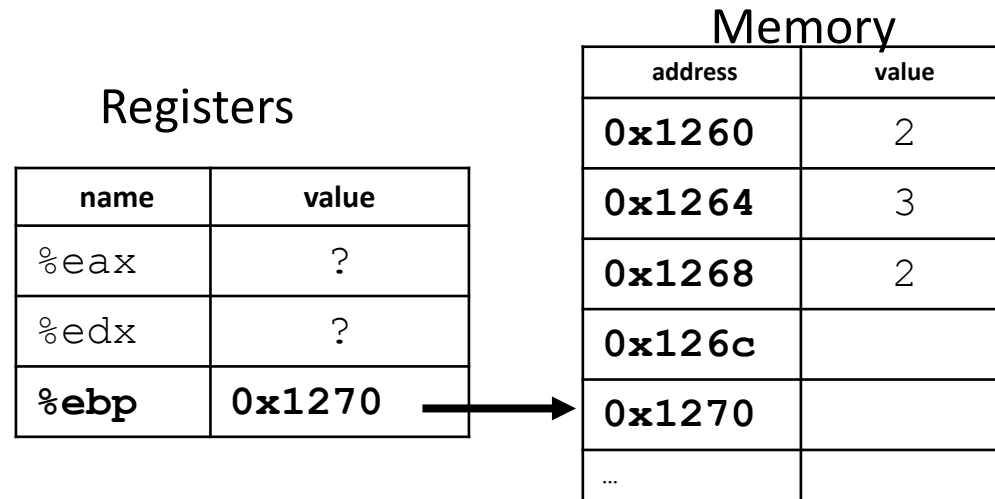 Registers
name value
%eax ?
%edx ?
%ebp 0x1270
Memory
address value
0x1260 2
0x1264 3
0x1268 2
0x126c
0x1270
…